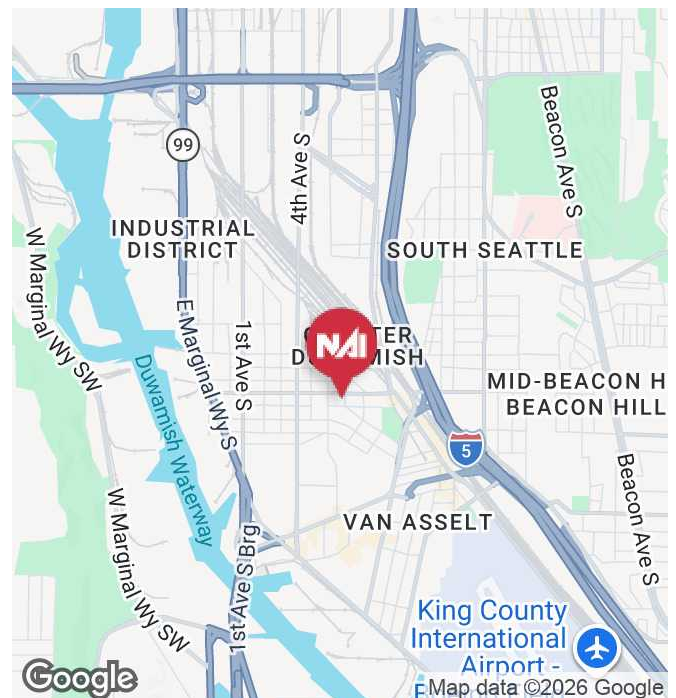 99
4th Ave S
Beacon Ave S
INDUSTRIAL
DISTRICT
SOUTH SEATTLE
W Marginal Wy SW
E Marginal Wy S
1st Ave S
NAI
MID-BEACON H
BEACON HILL
Duwamish Waterway
5
Beacon Ave S
W Marginal Wy SW
VAN ASSELT
1st Ave S Brg
King County
International
Airport -
Google
Map data ©2026 Google